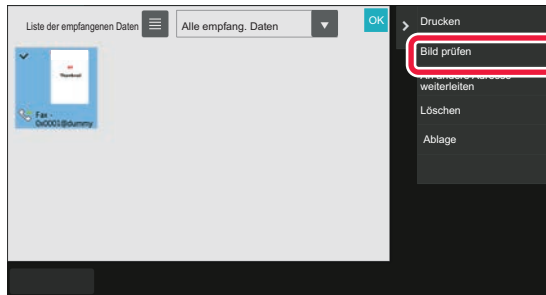 Liste der empfangenen Daten
Alle empfang. Daten
OK
Fax -
0x0001@dummy
Drucken
Bild prüfen
An andere Adresse
weiterleiten
Löschen
Ablage